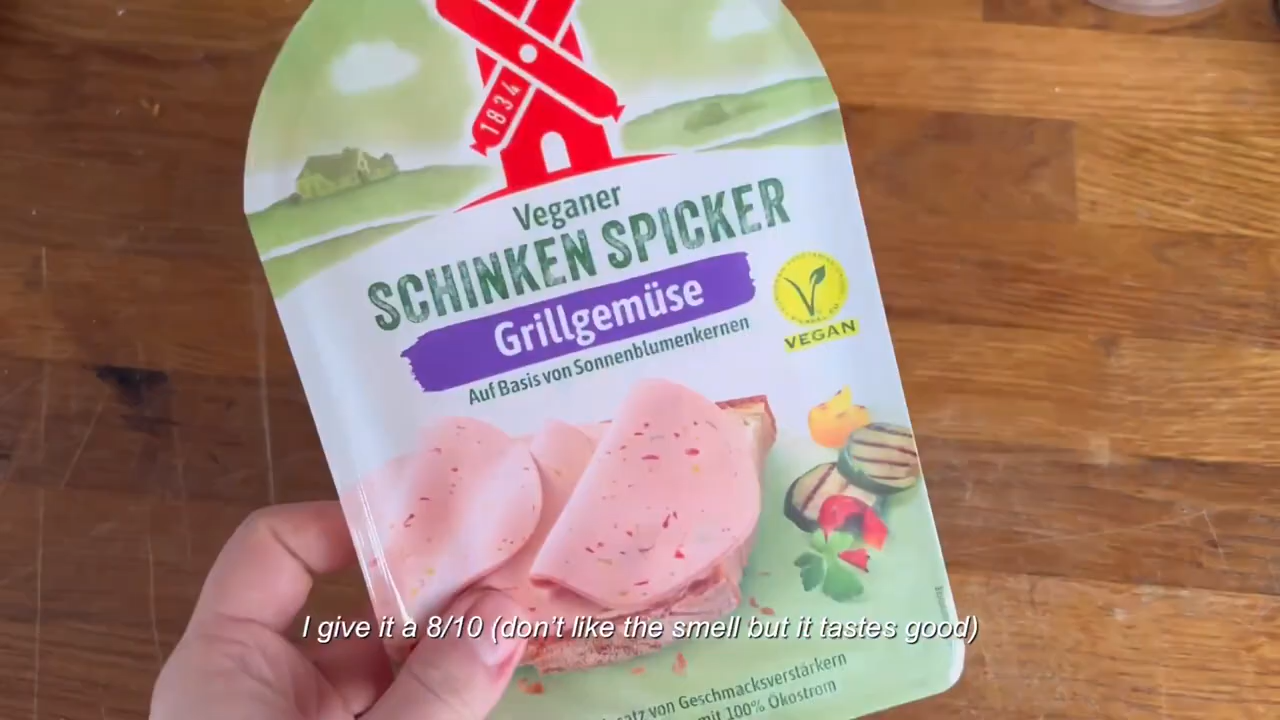 1834
Veganer
SCHINKEN SPICKER
Grillgemüse
Auf Basis von Sonnenblumenkernen
VEGAN
I give it a 8/10 (don't like the smell but it tastes good)
von Geschmacksverstärkern
mit 100% Ökostrom